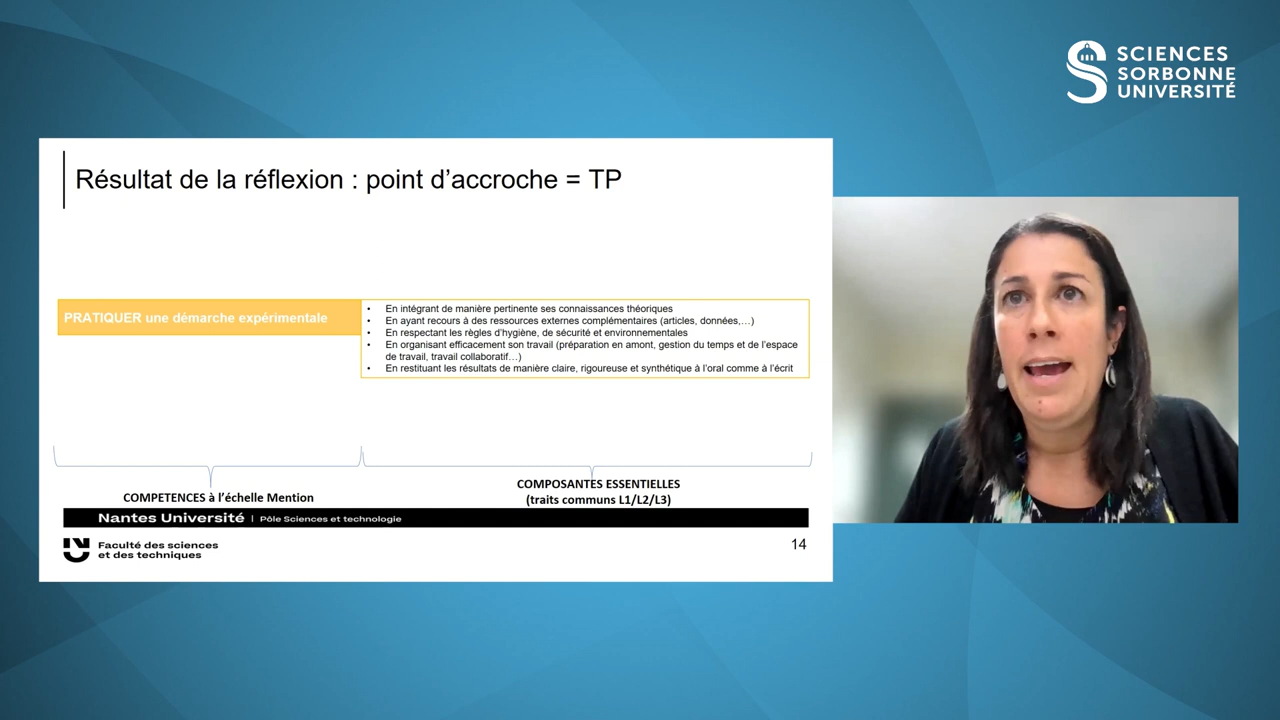 SCIENCES
SORBONNE
UNIVERSITÉ
Résultat de la réflexion : point d’accroche = TP
PRATIQUER une démarche expérimentale
• En intégrant de manière pertinente ses connaissances théoriques
• En ayant recours à des ressources externes complémentaires (articles, données,…)
• En respectant les règles d’hygiène, de sécurité et environnementales
• En organisant efficacement son travail (préparation en amont, gestion du temps et de l’espace
de travail, travail collaboratif…)
• En restituant les résultats de manière claire, rigoureuse et synthétique à l’oral comme à l’écrit
COMPETENCES à l’échelle Mention
COMPOSANTES ESSENTIELLES
(traits communs L1/L2/L3)
Nantes Université | Pôle Sciences et technologie
Faculté des sciences
et des techniques
14